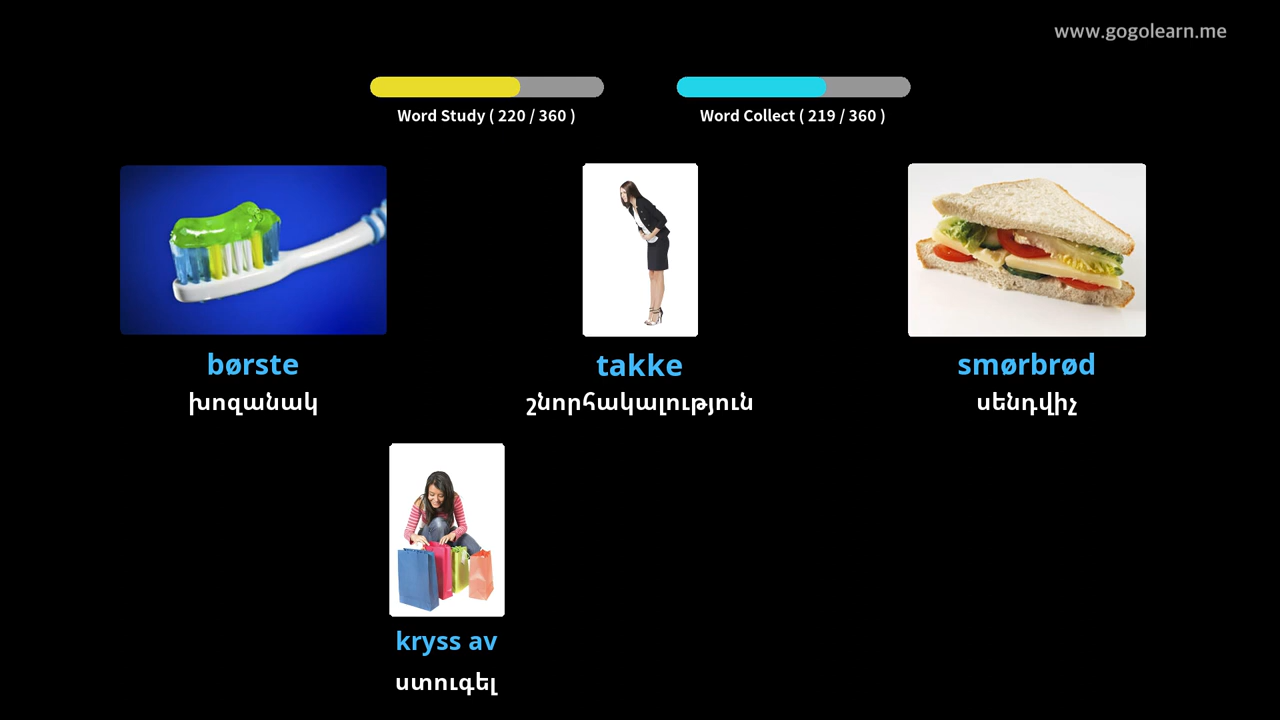 www.gogolearn.me
Word Study ( 220 / 360 )
Word Collect ( 219 / 360 )
børste
takke
smørbrød
խոզանակ
շնորհակալություն
սենդվիչ
kryss av
ստուգել